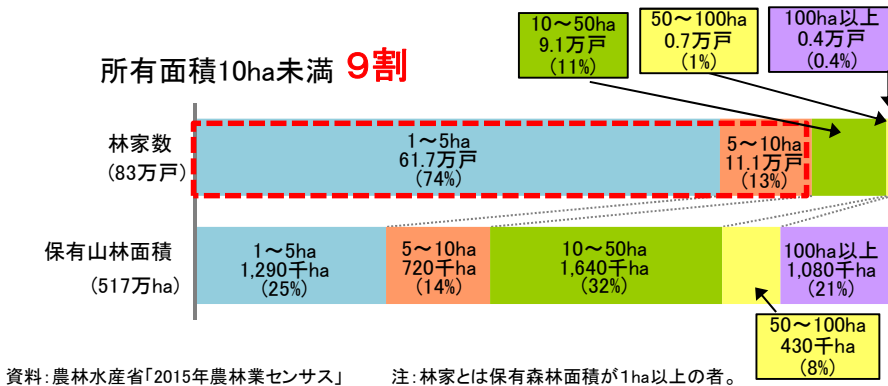 10～50ha
9.1万戸
(11%)
50～100ha
0.7万戸
(1%)
100ha以上
0.4万戸
(0.4%)
所有面積10ha未満 9割
林家数
(83万戸)
1～5ha
61.7万戸
(74%)
5～10ha
11.1万戸
(13%)
保有山林面積
(517万ha)
1～5ha
1,290千ha
(25%)
5～10ha
720千ha
(14%)
10～50ha
1,640千ha
(32%)
100ha以上
1,080千ha
(21%)
50～100ha
430千ha
(8%)
資料:農林水産省「2015年農林業センサス」 注:林家とは保有森林面積が1ha以上の者。